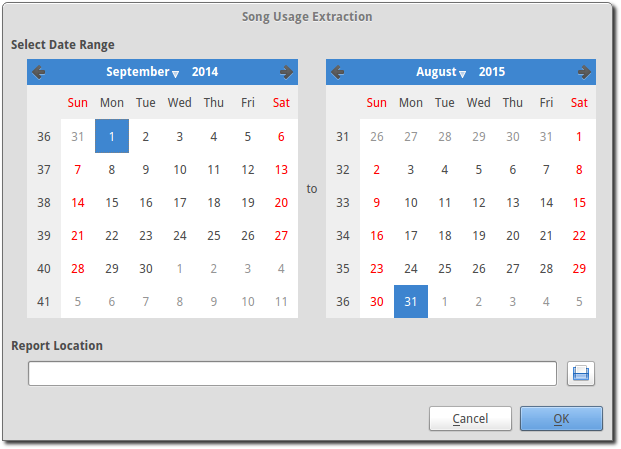 Song Usage Extraction
Select Date Range
September 2014
Sun Mon Tue Wed Thu Fri Sat
36 31 1 2 3 4 5 6
37 7 8 9 10 11 12 13
38 14 15 16 17 18 19 20
39 21 22 23 24 25 26 27
40 28 29 30 1 2 3 4
41 5 6 7 8 9 10 11
to
August 2015
Sun Mon Tue Wed Thu Fri Sat
31 26 27 28 29 30 31 1
32 2 3 4 5 6 7 8
33 9 10 11 12 13 14 15
34 16 17 18 19 20 21 22
35 23 24 25 26 27 28 29
36 30 31 1 2 3 4 5
Report Location
Cancel OK